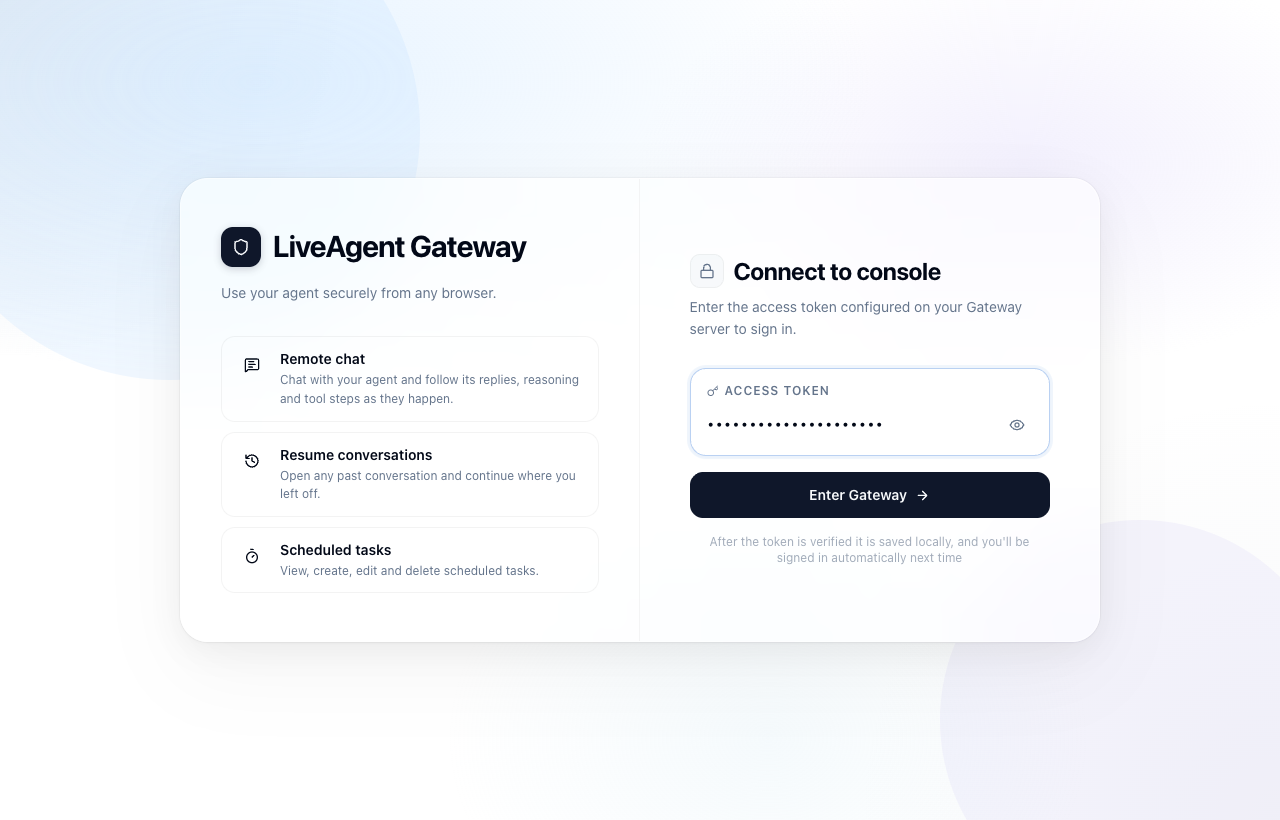 LiveAgent Gateway
Use your agent securely from any browser.
Remote chat
Chat with your agent and follow its replies, reasoning
and tool steps as they happen.
Resume conversations
Open any past conversation and continue where you
left off.
Scheduled tasks
View, create, edit and delete scheduled tasks.
Connect to console
Enter the access token configured on your Gateway
server to sign in.
ACCESS TOKEN
•••••••••••••••••••••
Enter Gateway →
After the token is verified it is saved locally, and you'll be
signed in automatically next time